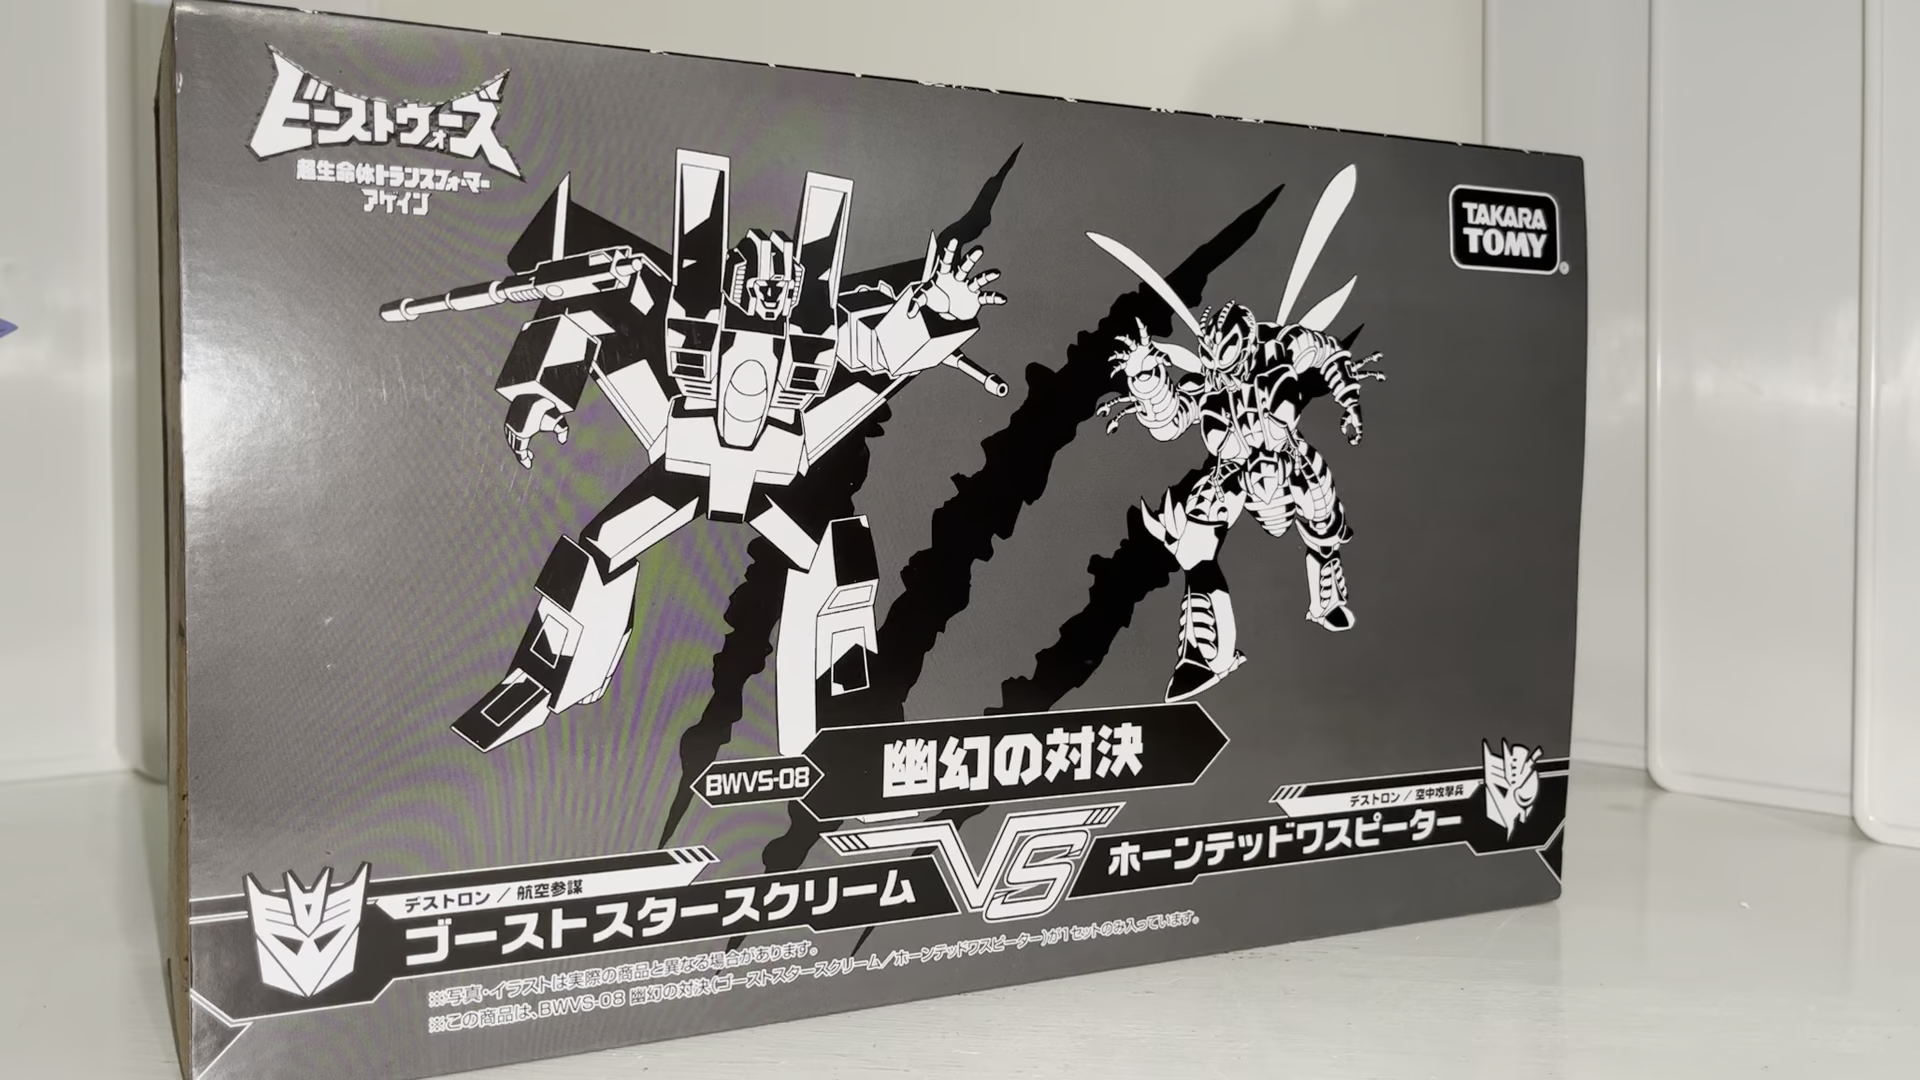 ビーストウォーズ
超生命体トランスフォーマー
アゲイン
TAKARA
TOMY
BWVS-08
幽幻の対決
デストロン / 航空参謀
ゴーストスタースクリーム
VS
デストロン / 空中攻撃兵
ホーンテッドワスピーター
※写真・イラストは実際の商品と異なる場合があります。
※この商品は、BWVS-08 幽幻の対決(ゴーストスタースクリーム/ホーンテッドワスピーター)が1セットのみ入っています。